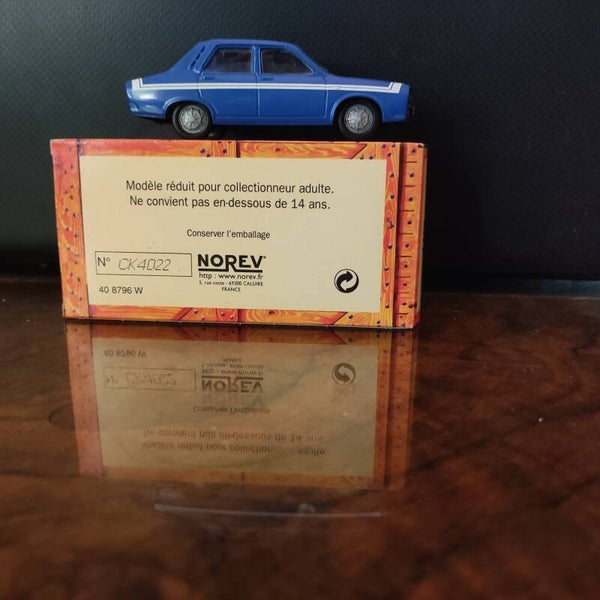 Modèle réduit pour collectionneur adulte.
Ne convient pas en-dessous de 14 ans.
Conserver l'emballage
N° CK4022
NOREV
http : www.norev.fr
69300 CALUIRE
FRANCE
40 8796 W